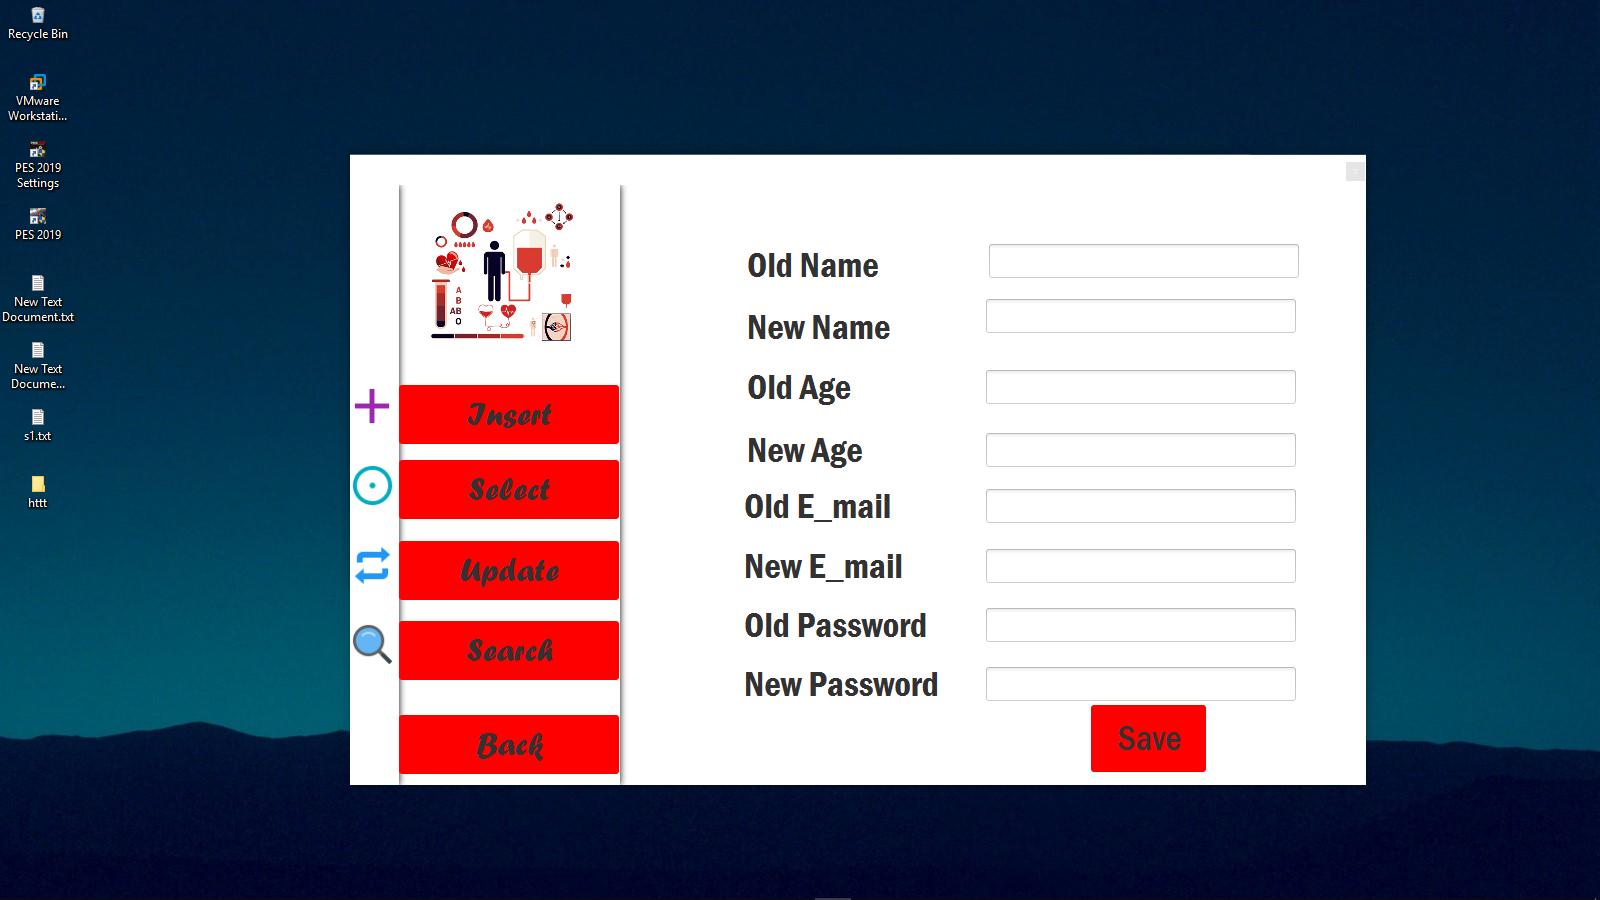 Recycle Bin
VMware
Workstati...
PES 2019
Settings
PES 2019
New Text
Document.txt
New Text
Docume...
s1.txt
httt
A
B
AB
O
Insert
Select
Update
Search
Back
Old Name
New Name
Old Age
New Age
Old E_mail
New E_mail
Old Password
New Password
Save